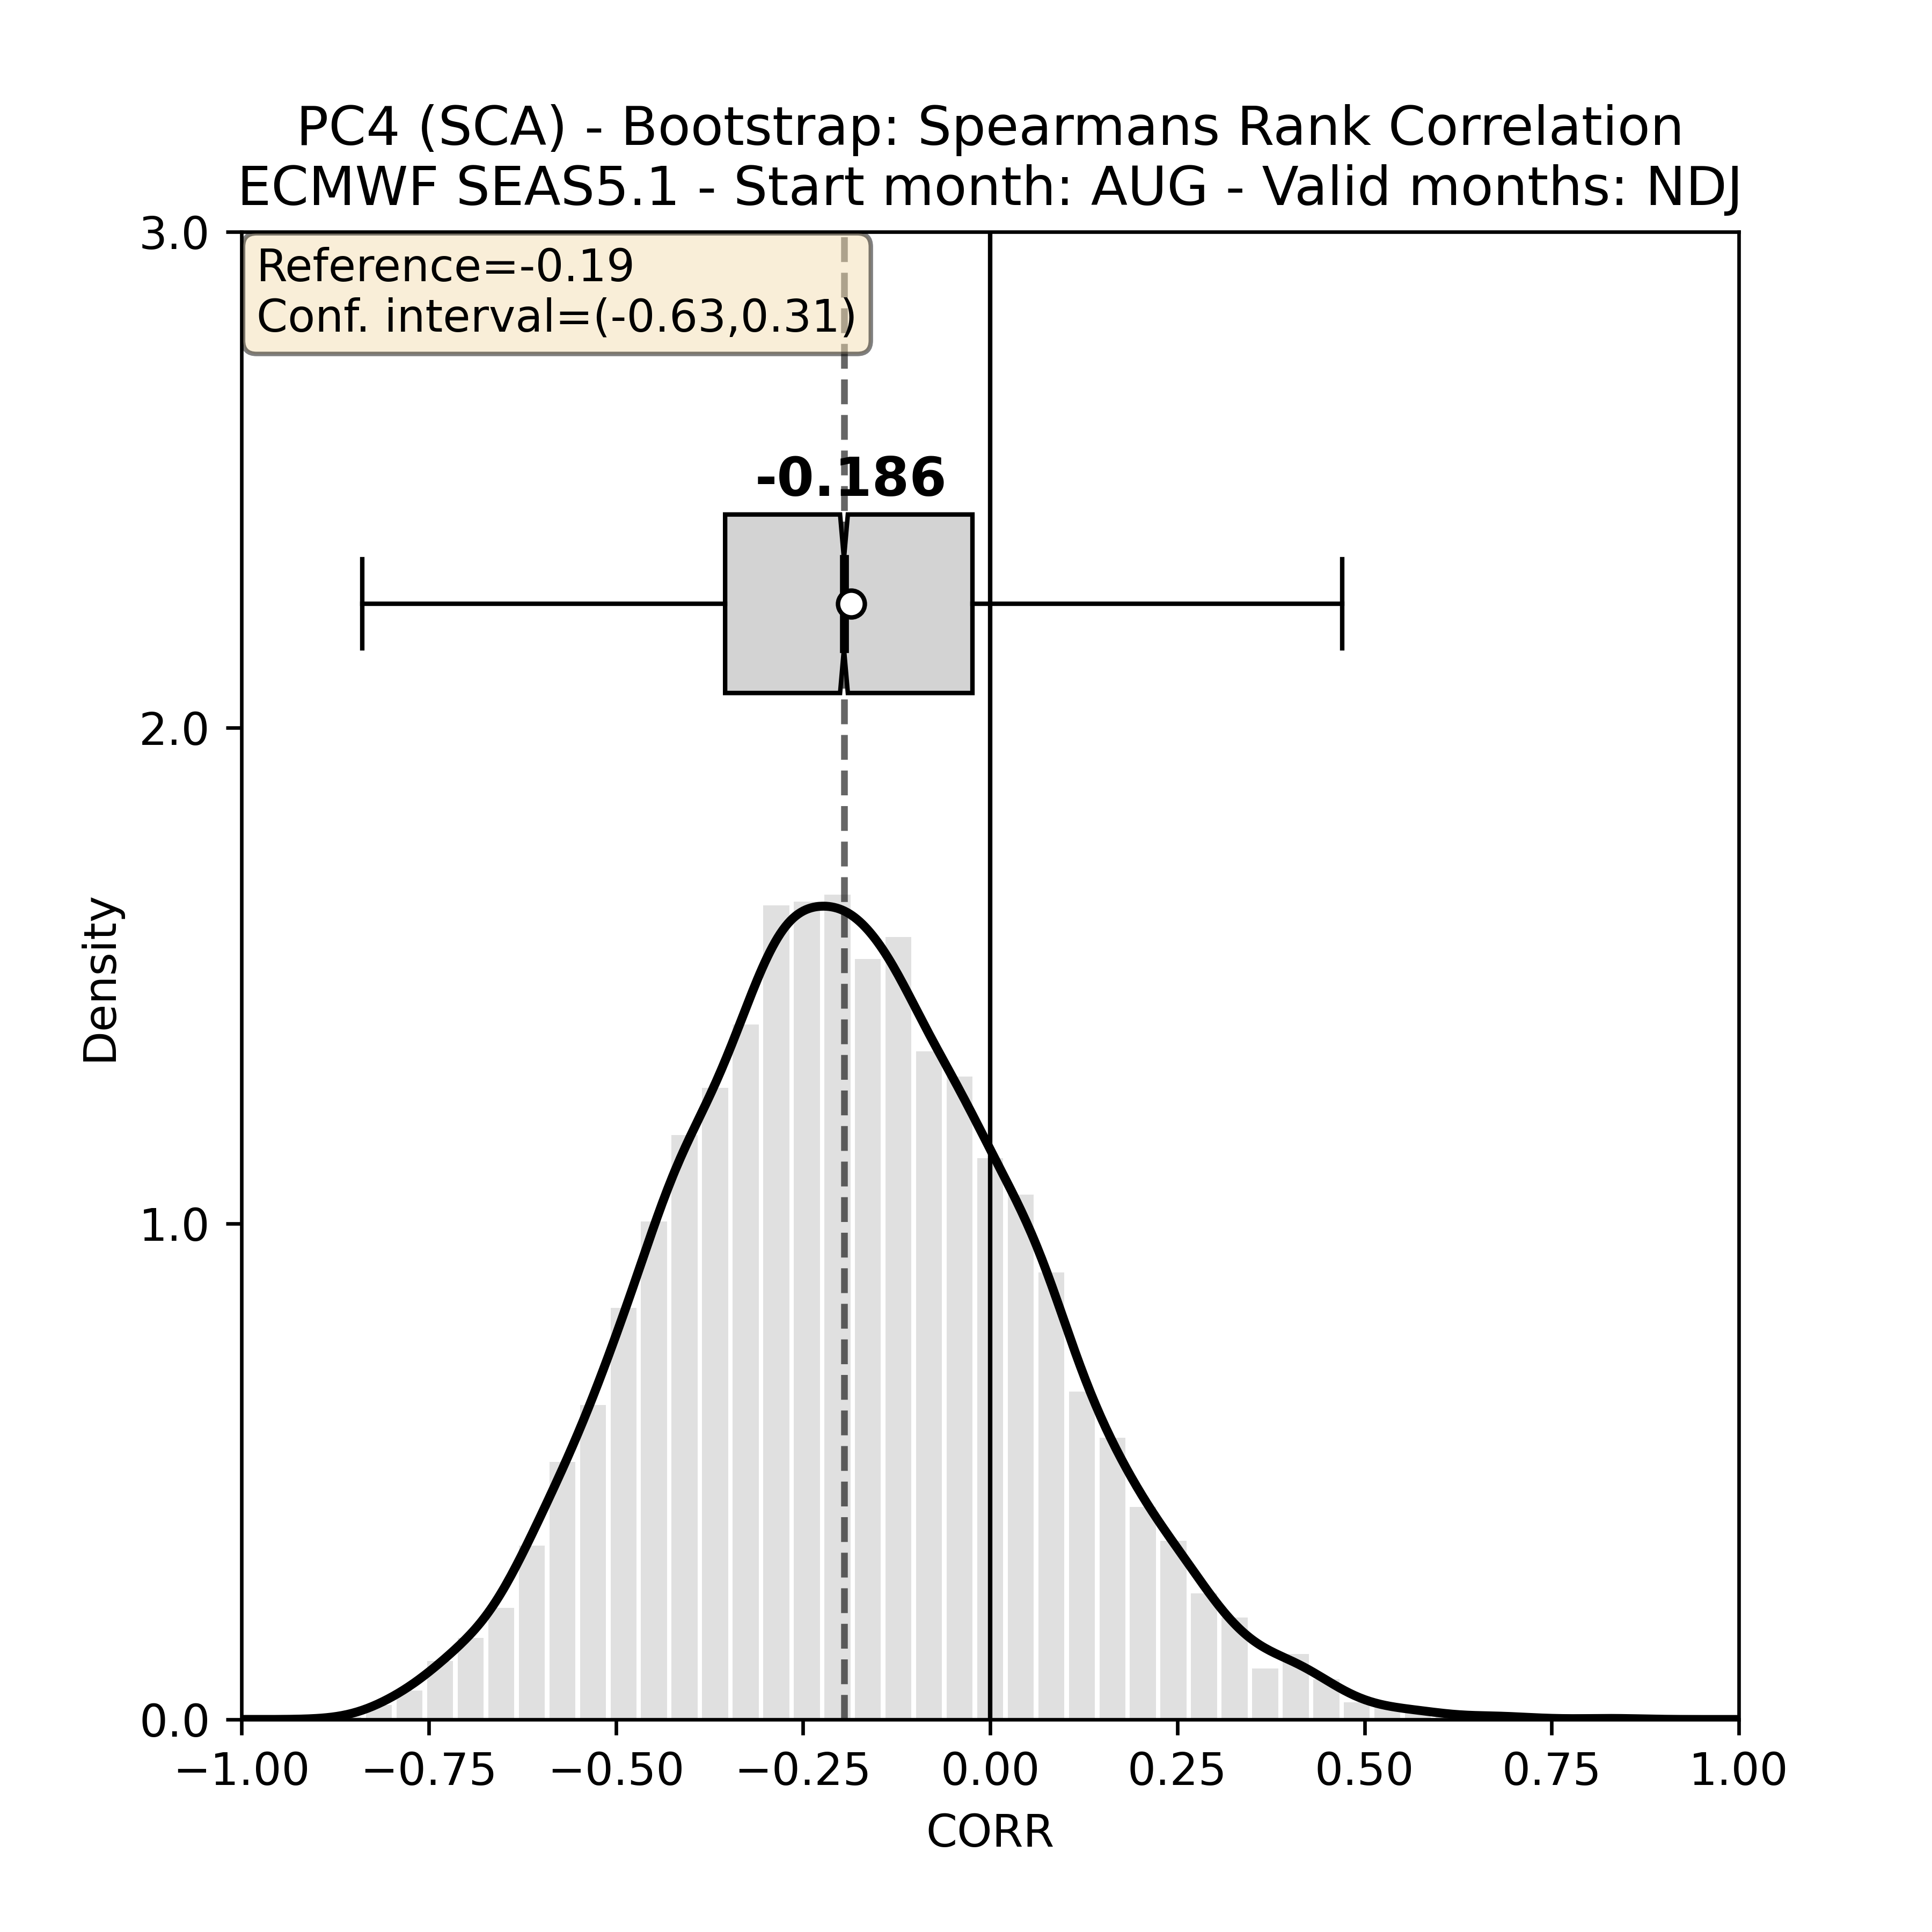 PC4 (SCA) - Bootstrap: Spearmans Rank Correlation
ECMWF SEAS5.1 - Start month: AUG - Valid months: NDJ
3.0
Reference=-0.19
Conf. interval=(-0.63,0.31)
-0.186
2.0
Density
1.0
0.0
−1.00 −0.75 −0.50 −0.25 0.00 0.25 0.50 0.75 1.00
CORR